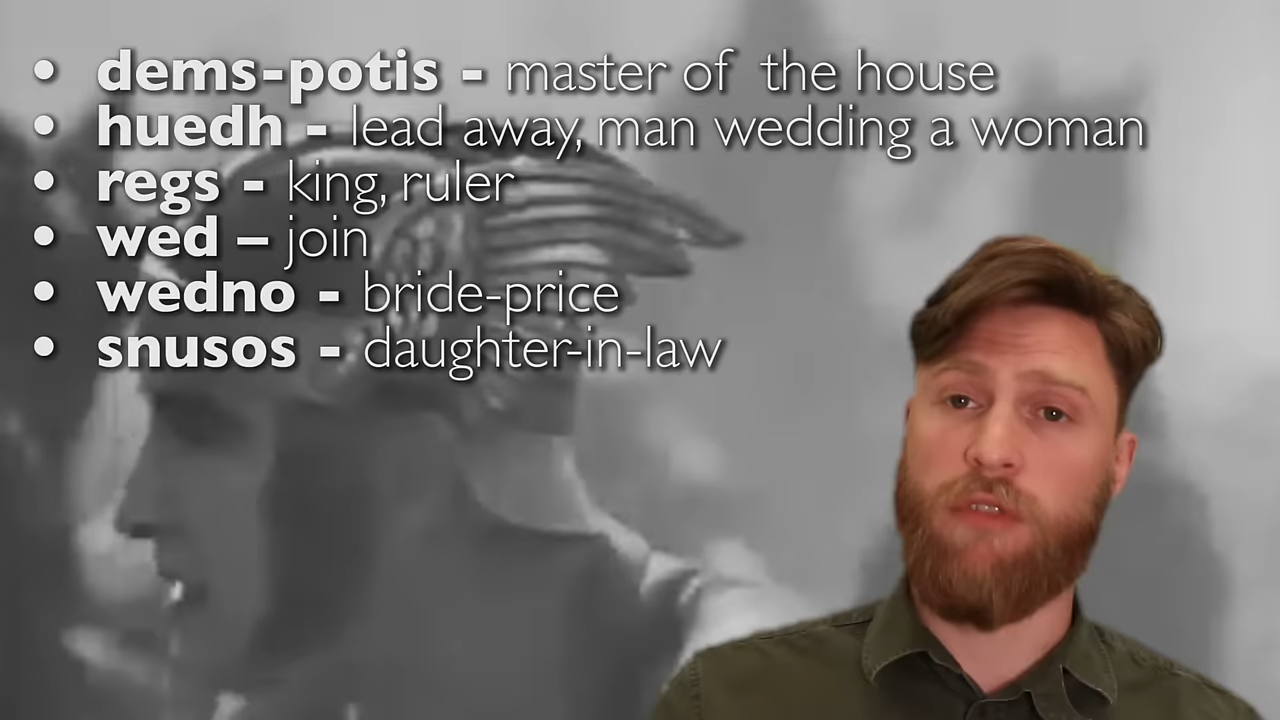 • dems-potis - master of the house
• huedh - lead away, man wedding a woman
• regs - king, ruler
• wed – join
• wedno - bride-price
• snusos - daughter-in-law